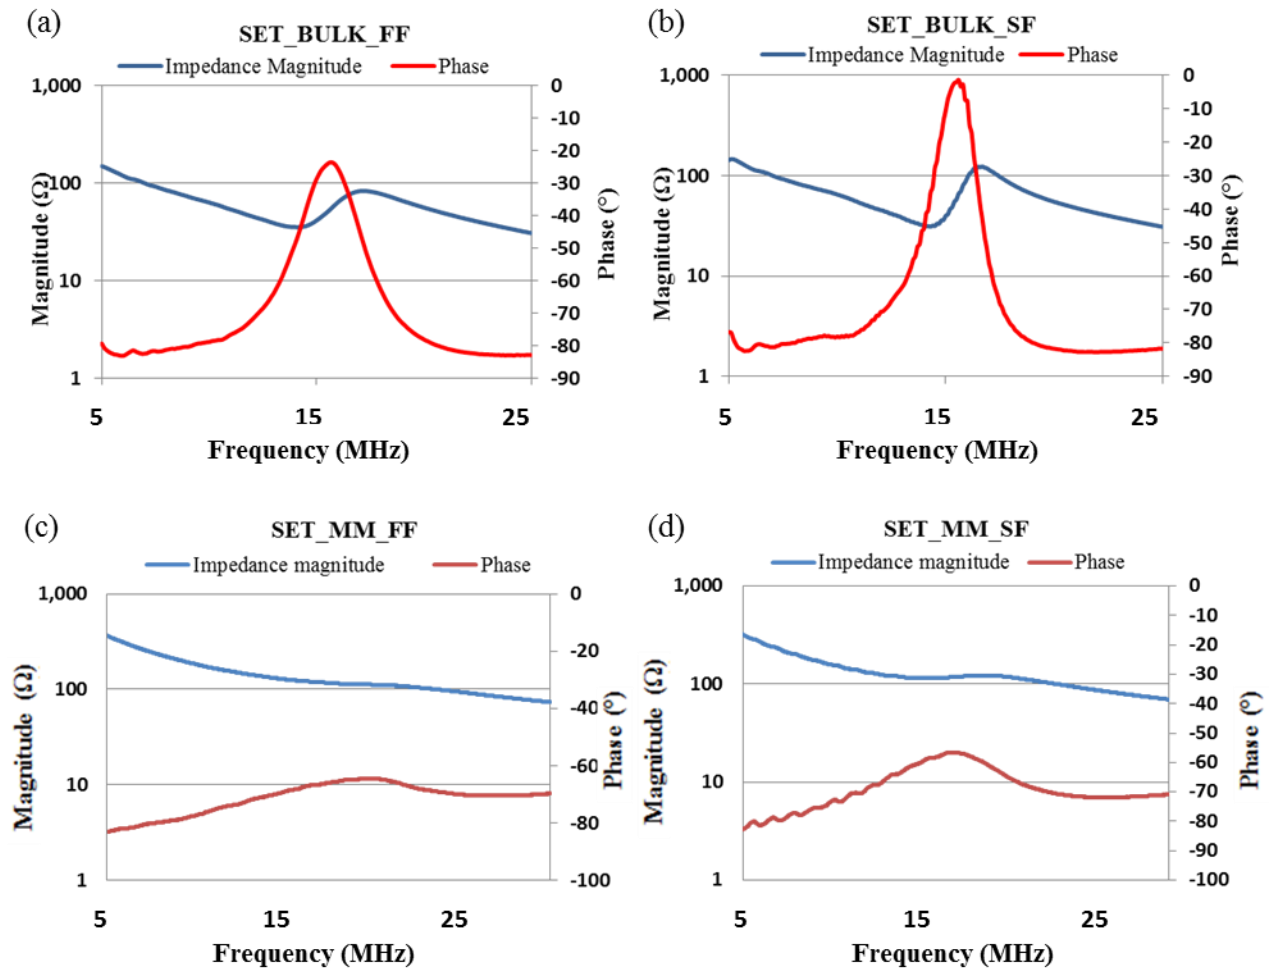 (a)
SET_BULK_FF
Impedance Magnitude Phase
1,000
100
10
1
Magnitude (Ω)
0
-10
-20
-30
-40
-50
-60
-70
-80
-90
Phase (°)
5 15 25
Frequency (MHz)
(b)
SET_BULK_SF
Impedance Magnitude Phase
1,000
100
10
1
Magnitude (Ω)
0
-10
-20
-30
-40
-50
-60
-70
-80
-90
Phase (°)
5 15 25
Frequency (MHz)
(c)
SET_MM_FF
Impedance magnitude Phase
1,000
100
10
1
Magnitude (Ω)
0
-20
-40
-60
-80
-100
Phase (°)
5 15 25
Frequency (MHz)
(d)
SET_MM_SF
Impedance magnitude Phase
1,000
100
10
1
Magnitude (Ω)
0
-10
-20
-30
-40
-50
-60
-70
-80
-90
-100
Phase (°)
5 15 25
Frequency (MHz)